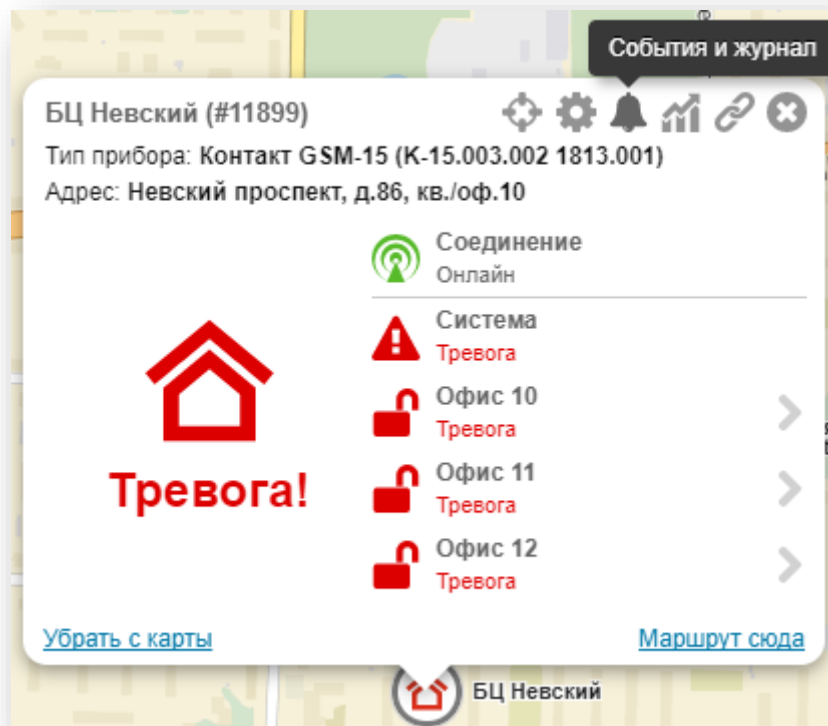 События и журнал
БЦ Невский (#11899)
Тип прибора: Контакт GSM-15 (К-15.003.002 1813.001)
Адрес: Невский проспект, д.86, кв./оф.10
Соединение
Онлайн
Система
Тревога
Офис 10
Тревога
Офис 11
Тревога
Тревога!
Офис 12
Тревога
Убрать с карты
Маршрут сюда
БЦ Невский